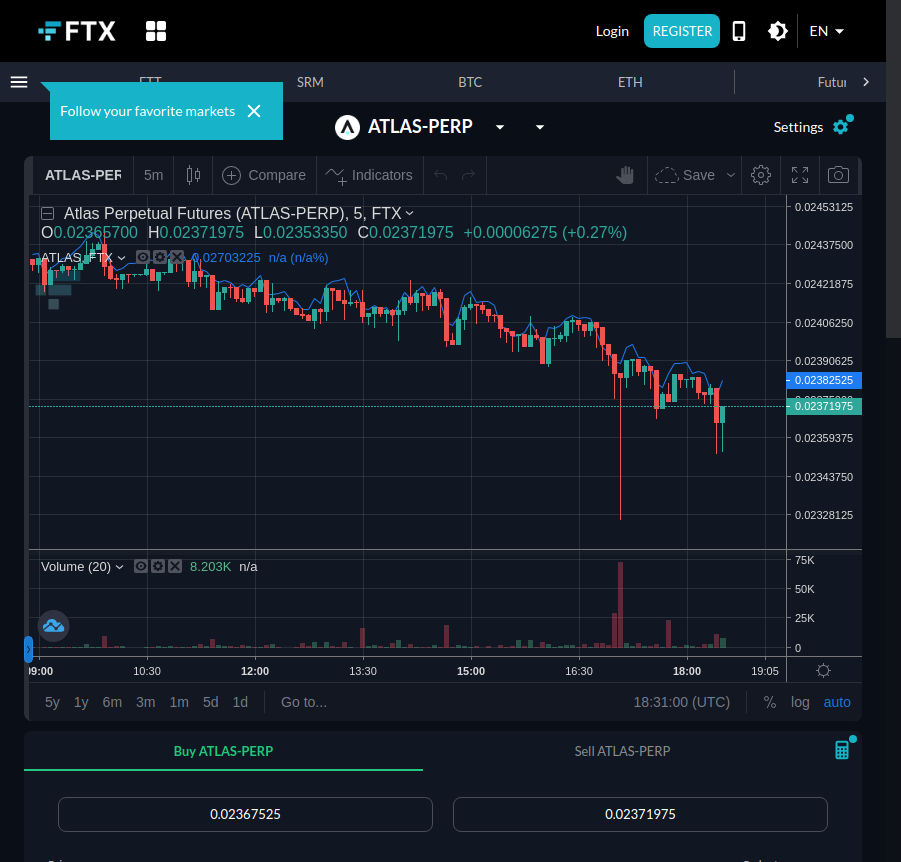 FTX
Login REGISTER EN
FTT SRM BTC ETH Futur
Follow your favorite markets
ATLAS-PERP
Settings
ATLAS-PER 5m Compare Indicators Save
Atlas Perpetual Futures (ATLAS-PERP), 5, FTX
O0.02365700 H0.02371975 L0.02353350 C0.02371975 +0.00006275 (+0.27%)
ATLAS, FTX 0.02703225 n/a (n/a%)
0.02453125
0.02437500
0.02421875
0.02406250
0.02390625
0.02382525
0.02371975
0.02359375
0.02343750
0.02328125
Volume (20) 8.203K n/a
75K
50K
25K
0
09:00 10:30 12:00 13:30 15:00 16:30 18:00 19:05
5y 1y 6m 3m 1m 5d 1d Go to... 18:31:00 (UTC) % log auto
Buy ATLAS-PERP Sell ATLAS-PERP
0.02367525 0.02371975